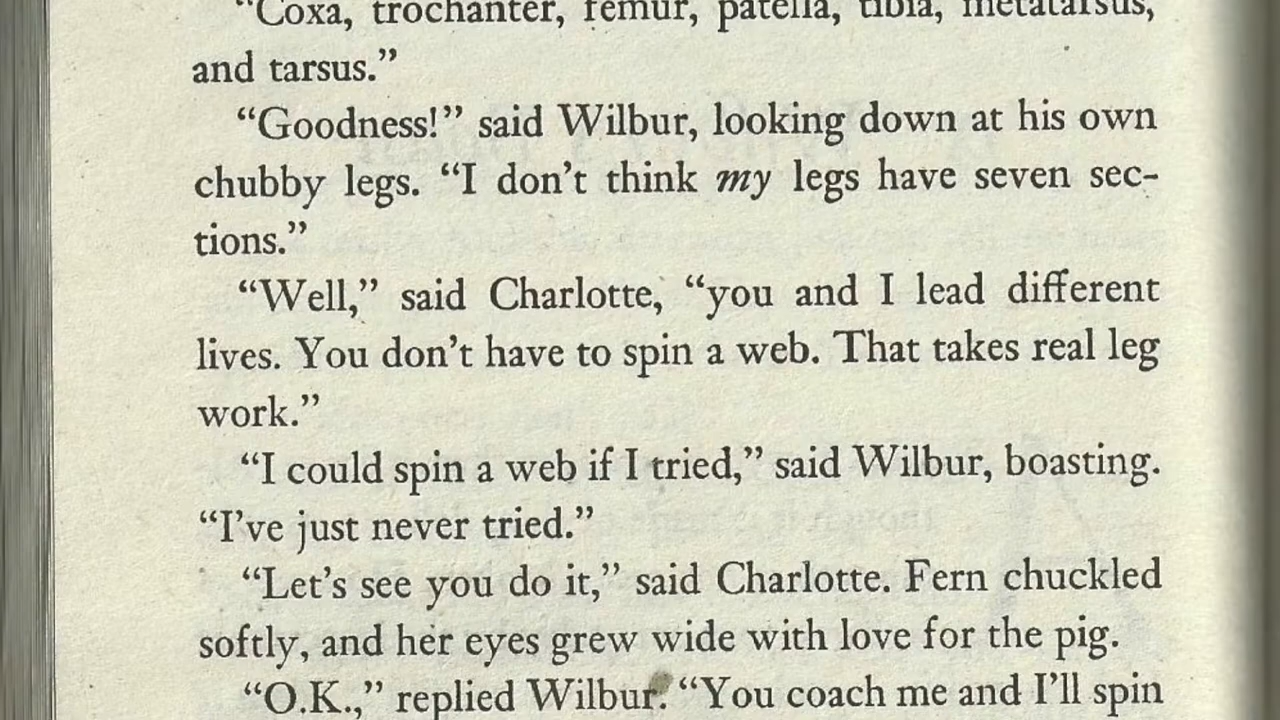 “Coxa, trochanter, femur, patella, tibia, metatarsus,
and tarsus.”
“Goodness!” said Wilbur, looking down at his own
chubby legs. “I don’t think my legs have seven sec-
tions.”
“Well,” said Charlotte, “you and I lead different
lives. You don’t have to spin a web. That takes real leg
work.”
“I could spin a web if I tried,” said Wilbur, boasting.
“I’ve just never tried.”
“Let’s see you do it,” said Charlotte. Fern chuckled
softly, and her eyes grew wide with love for the pig.
“O.K.,” replied Wilbur. “You coach me and I’ll spin